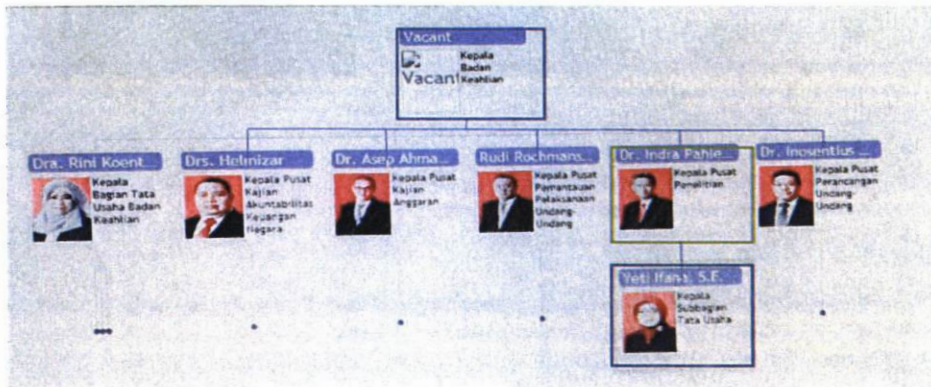 Vacant
Kepala
Badan
Vacant Keahlian
Dra. Rini Koent...
Kepala
Bagian Tata
Usaha Badan
Keahlian
Drs. Helmizar
Kepala Pusat
Kajian
Akuntabilitas
Keuangan
Negara
Dr. Asep Ahma...
Kepala Pusat
Kajian
Anggaran
Rudi Rochmans...
Kepala Pusat
Pemantauan
Pelaksanaan
Undang-
Undang
Dr. Indra Pahle...
Kepala Pusat
Penelitian
Dr. Inosentius ...
Kepala Pusat
Perancangan
Undang-
Undang
Yeti Ifana, S.E.
Kepala
Subbagian
Tata Usaha